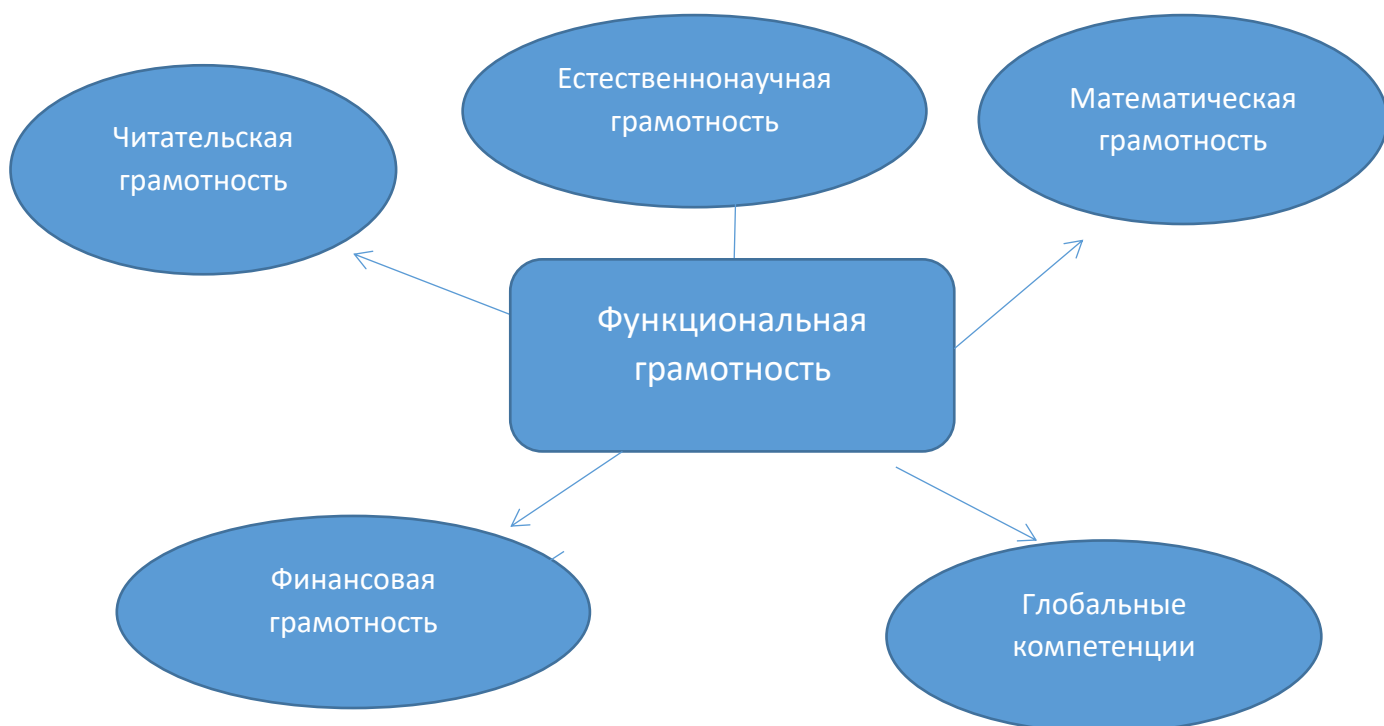 Естественнонаучная
грамотность
Математическая
грамотность
Читательская
грамотность
Функциональная
грамотность
Финансовая
грамотность
Глобальные
компетенции